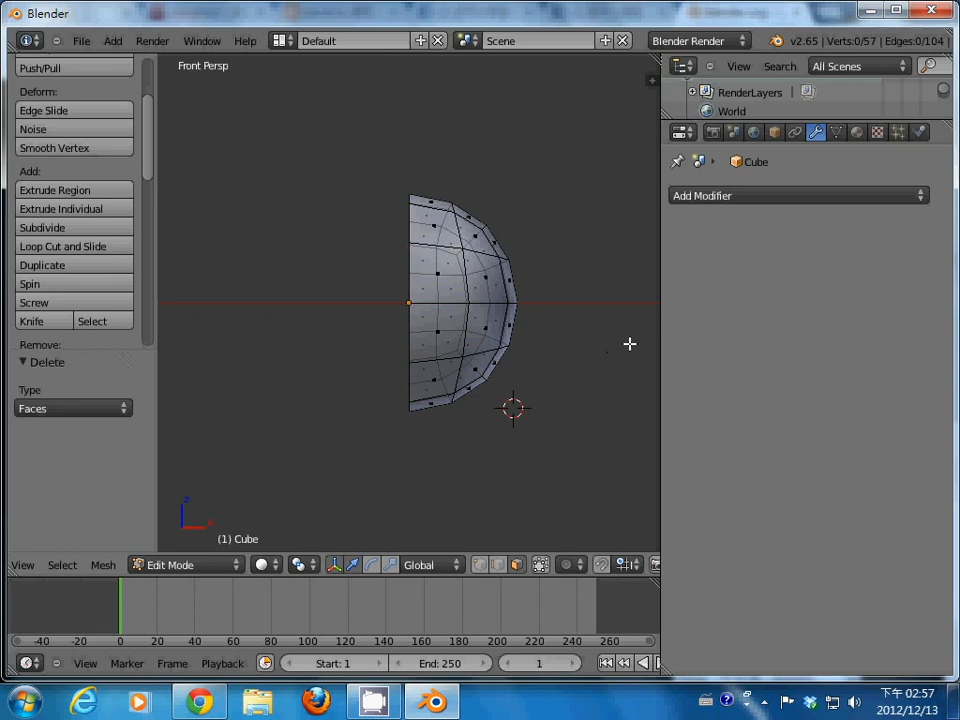 Blender
File Add Render Window Help Default Scene Blender Render v2.65 | Verts:0/57 | Edges:0/104 |
Push/Pull
Deform:
Edge Slide
Noise
Smooth Vertex
Add:
Extrude Region
Extrude Individual
Subdivide
Loop Cut and Slide
Duplicate
Spin
Screw
Knife Select
Remove:
Delete
Type
Faces
Front Persp
z
x
(1) Cube
View Search All Scenes
RenderLayers |
World
Cube
Add Modifier
View Select Mesh Edit Mode Global
-40 -20 0 20 40 60 80 100 120 140 160 180 200 220 240 260
View Marker Frame Playback Start: 1 End: 250 1
下午 02:57
2012/12/13